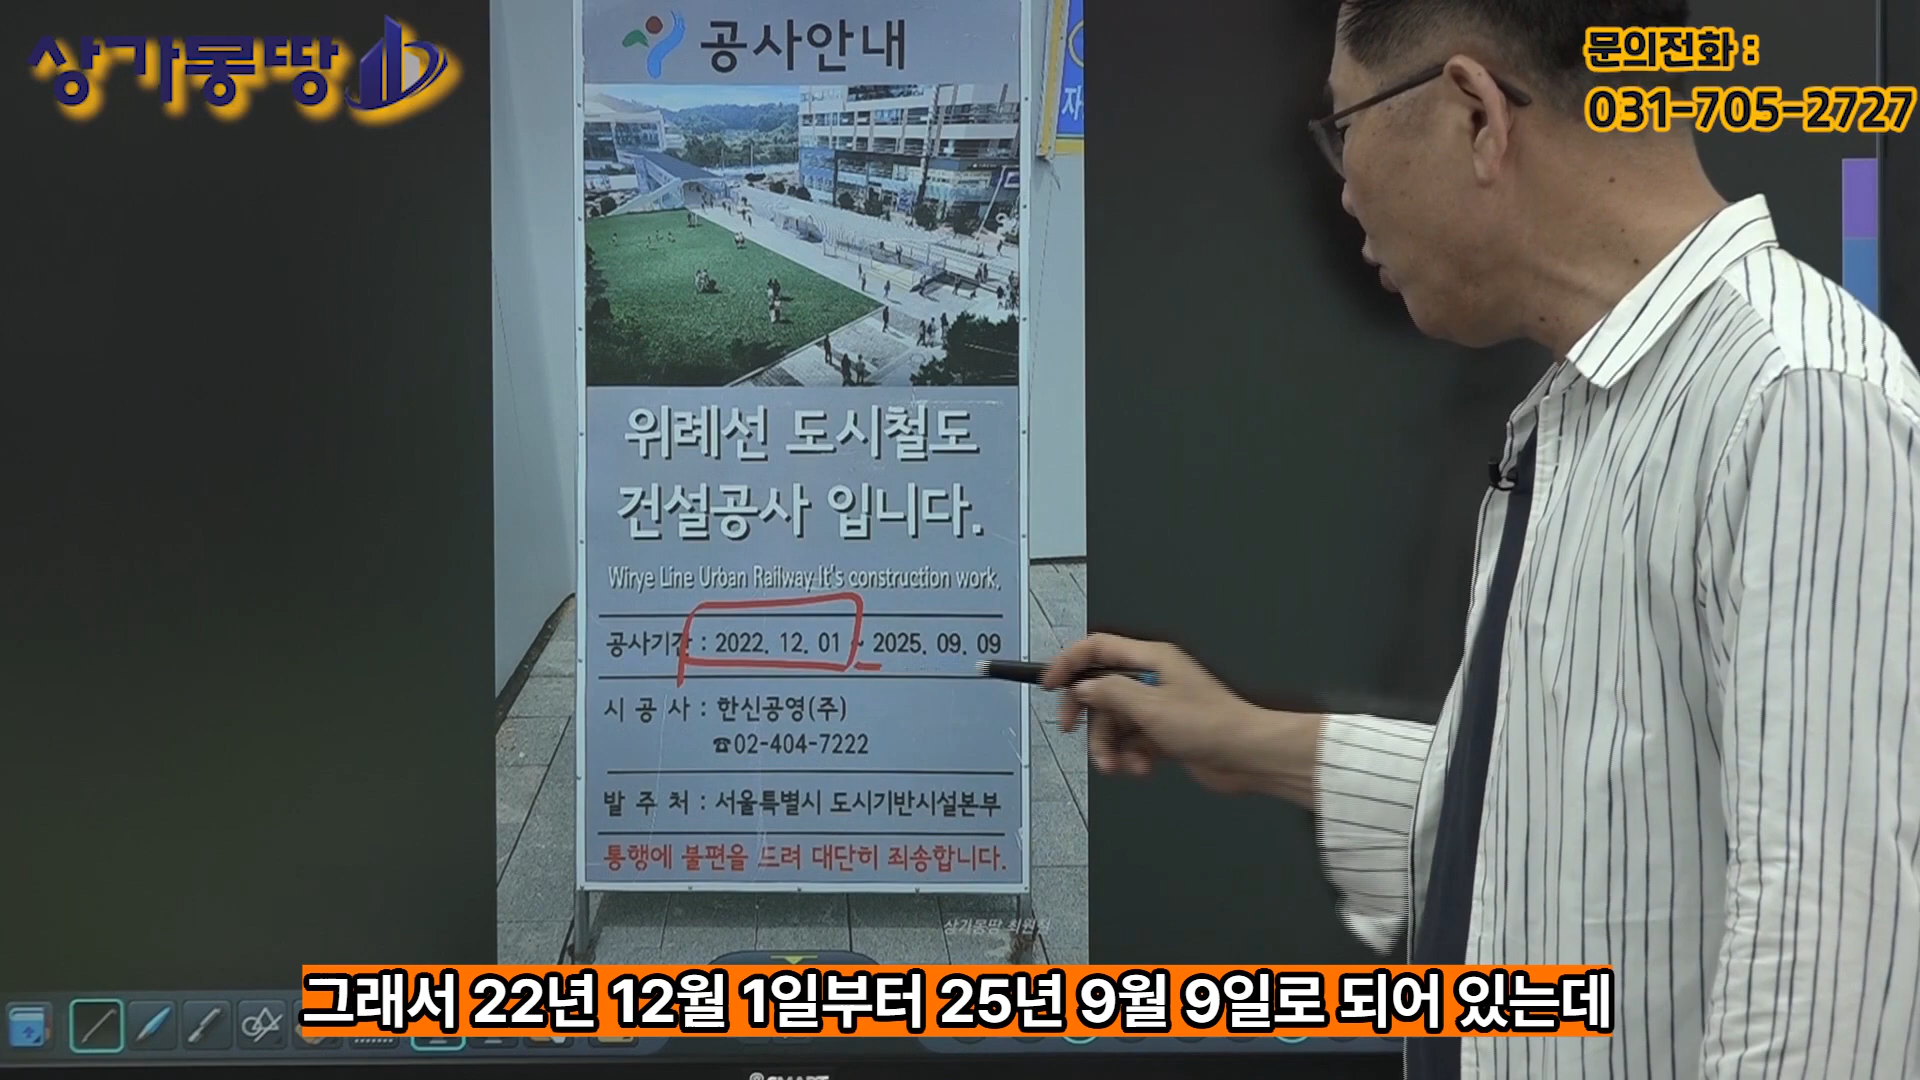 상가몽땅
문의전화 :
031-705-2727
공사안내
자
위례선 도시철도
건설공사 입니다.
Wirye Line Urban Railway It's construction work,
공사기간 : 2022. 12. 01 ~ 2025. 09. 09
시 공 사 : 한신공영(주)
☎02-404-7222
발 주 처 : 서울특별시 도시기반시설본부
통행에 불편을 드려 대단히 죄송합니다.
상가몽땅 최원철
그래서 22년 12월 1일부터 25년 9월 9일로 되어 있는데